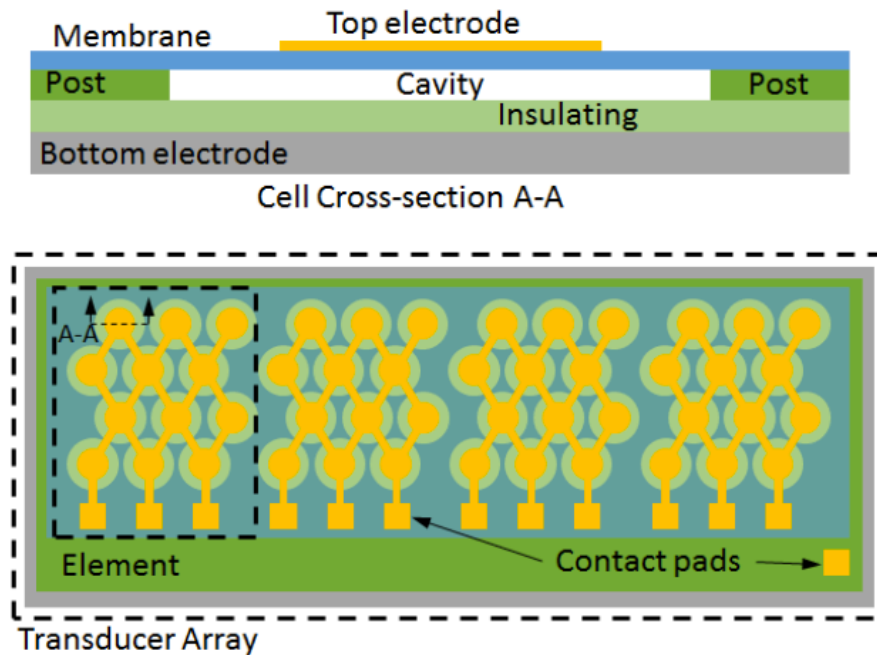 Top electrode
Membrane
Post Cavity Post
Insulating
Bottom electrode
Cell Cross-section A-A
A-A
Element Contact pads
Transducer Array